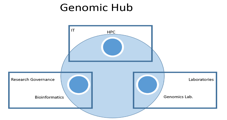 Genomic Hub
IT
HPC
Research Governance
Laboratories
Bioinformatics
Genomics Lab.